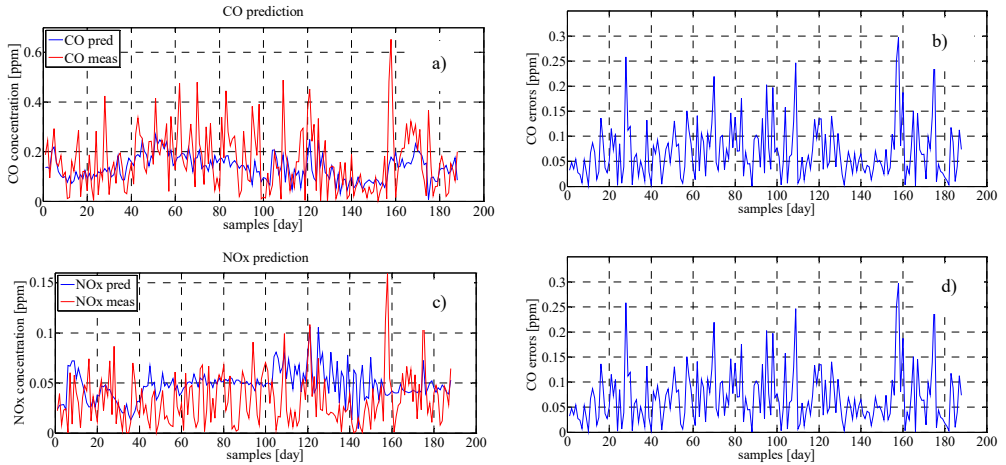 CO prediction
CO concentration [ppm]
0.6
0.4
0.2
0
CO pred
CO meas
a)
0 20 40 60 80 100 120 140 160 180 200
samples [day]
CO errors [ppm]
0.3
0.25
0.2
0.15
0.1
0.05
0
b)
0 20 40 60 80 100 120 140 160 180 200
samples [day]
NOx prediction
NOx concentration [ppm]
0.15
0.1
0.05
0
NOx pred
NOx meas
c)
0 20 40 60 80 100 120 140 160 180 200
samples [day]
CO errors [ppm]
0.3
0.25
0.2
0.15
0.1
0.05
0
d)
0 20 40 60 80 100 120 140 160 180 200
samples [day]